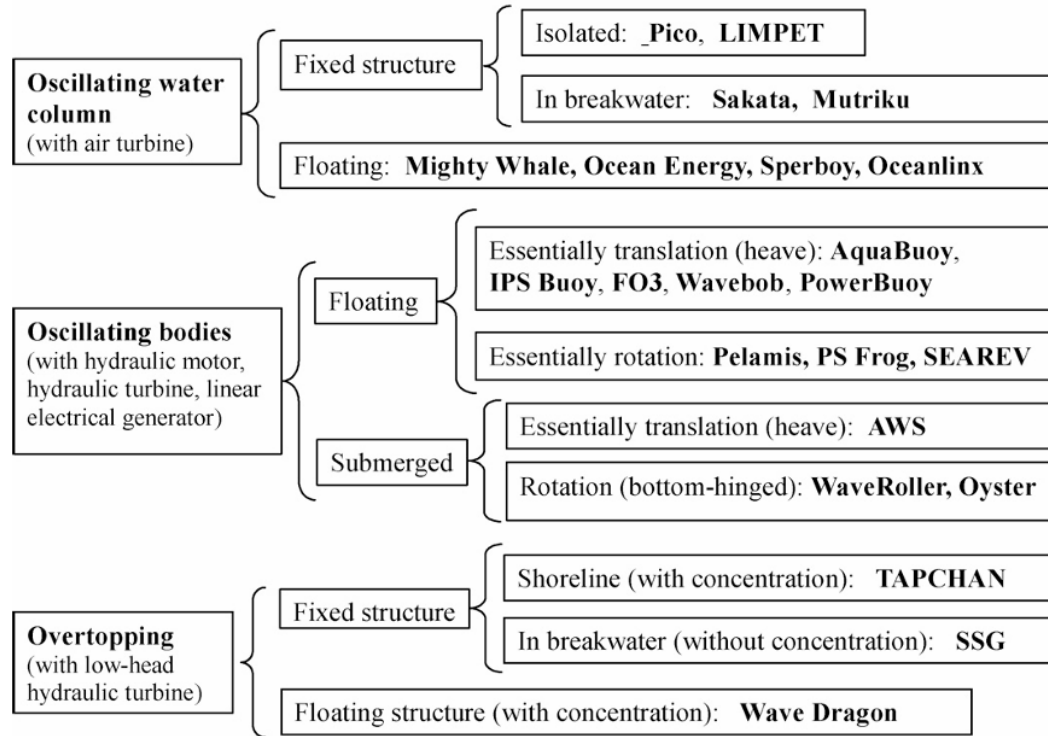 Oscillating water
column
(with air turbine)
Fixed structure
Isolated: _Pico, LIMPET
In breakwater: Sakata, Mutriku
Floating: Mighty Whale, Ocean Energy, Sperboy, Oceanlinx
Oscillating bodies
(with hydraulic motor,
hydraulic turbine, linear
electrical generator)
Floating
Essentially translation (heave): AquaBuoy,
IPS Buoy, FO3, Wavebob, PowerBuoy
Essentially rotation: Pelamis, PS Frog, SEAREV
Submerged
Essentially translation (heave): AWS
Rotation (bottom-hinged): WaveRoller, Oyster
Overtopping
(with low-head
hydraulic turbine)
Fixed structure
Shoreline (with concentration): TAPCHAN
In breakwater (without concentration): SSG
Floating structure (with concentration): Wave Dragon